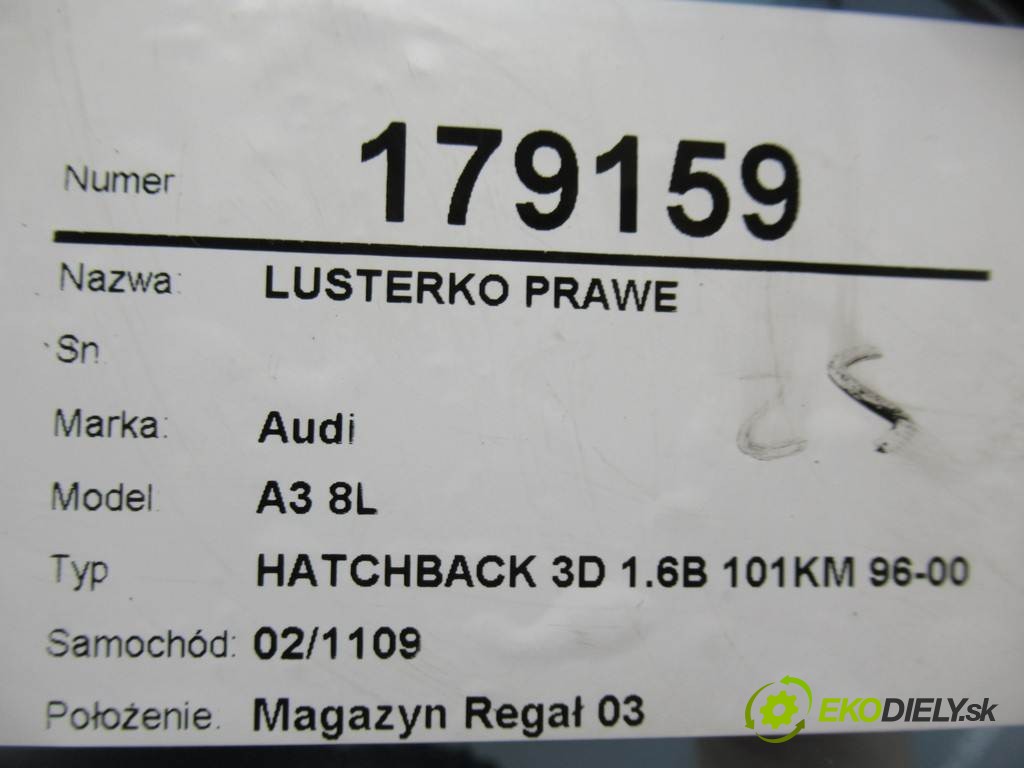 Numer 179159
Nazwa: LUSTERKO PRAWE
Sn
Marka: Audi
Model A3 8L
Typ HATCHBACK 3D 1.6B 101KM 96-00
Samochód: 02/1109
Położenie. Magazyn Regał 03
EKODIELY.sk